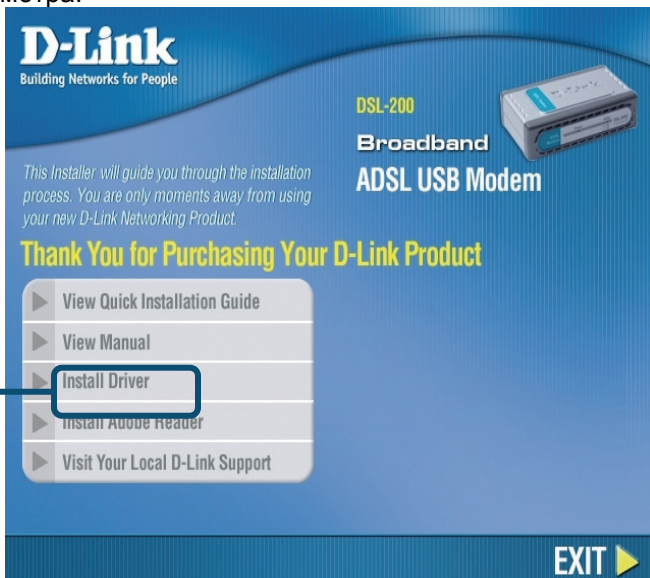 D-Link
Building Networks for People
DSL-200
Broadband
ADSL USB Modem
This Installer will guide you through the installation
process. You are only moments away from using
your new D-Link Networking Product.
Thank You for Purchasing Your D-Link Product
View Quick Installation Guide
View Manual
Install Driver
Install Adobe Reader
Visit Your Local D-Link Support
EXIT